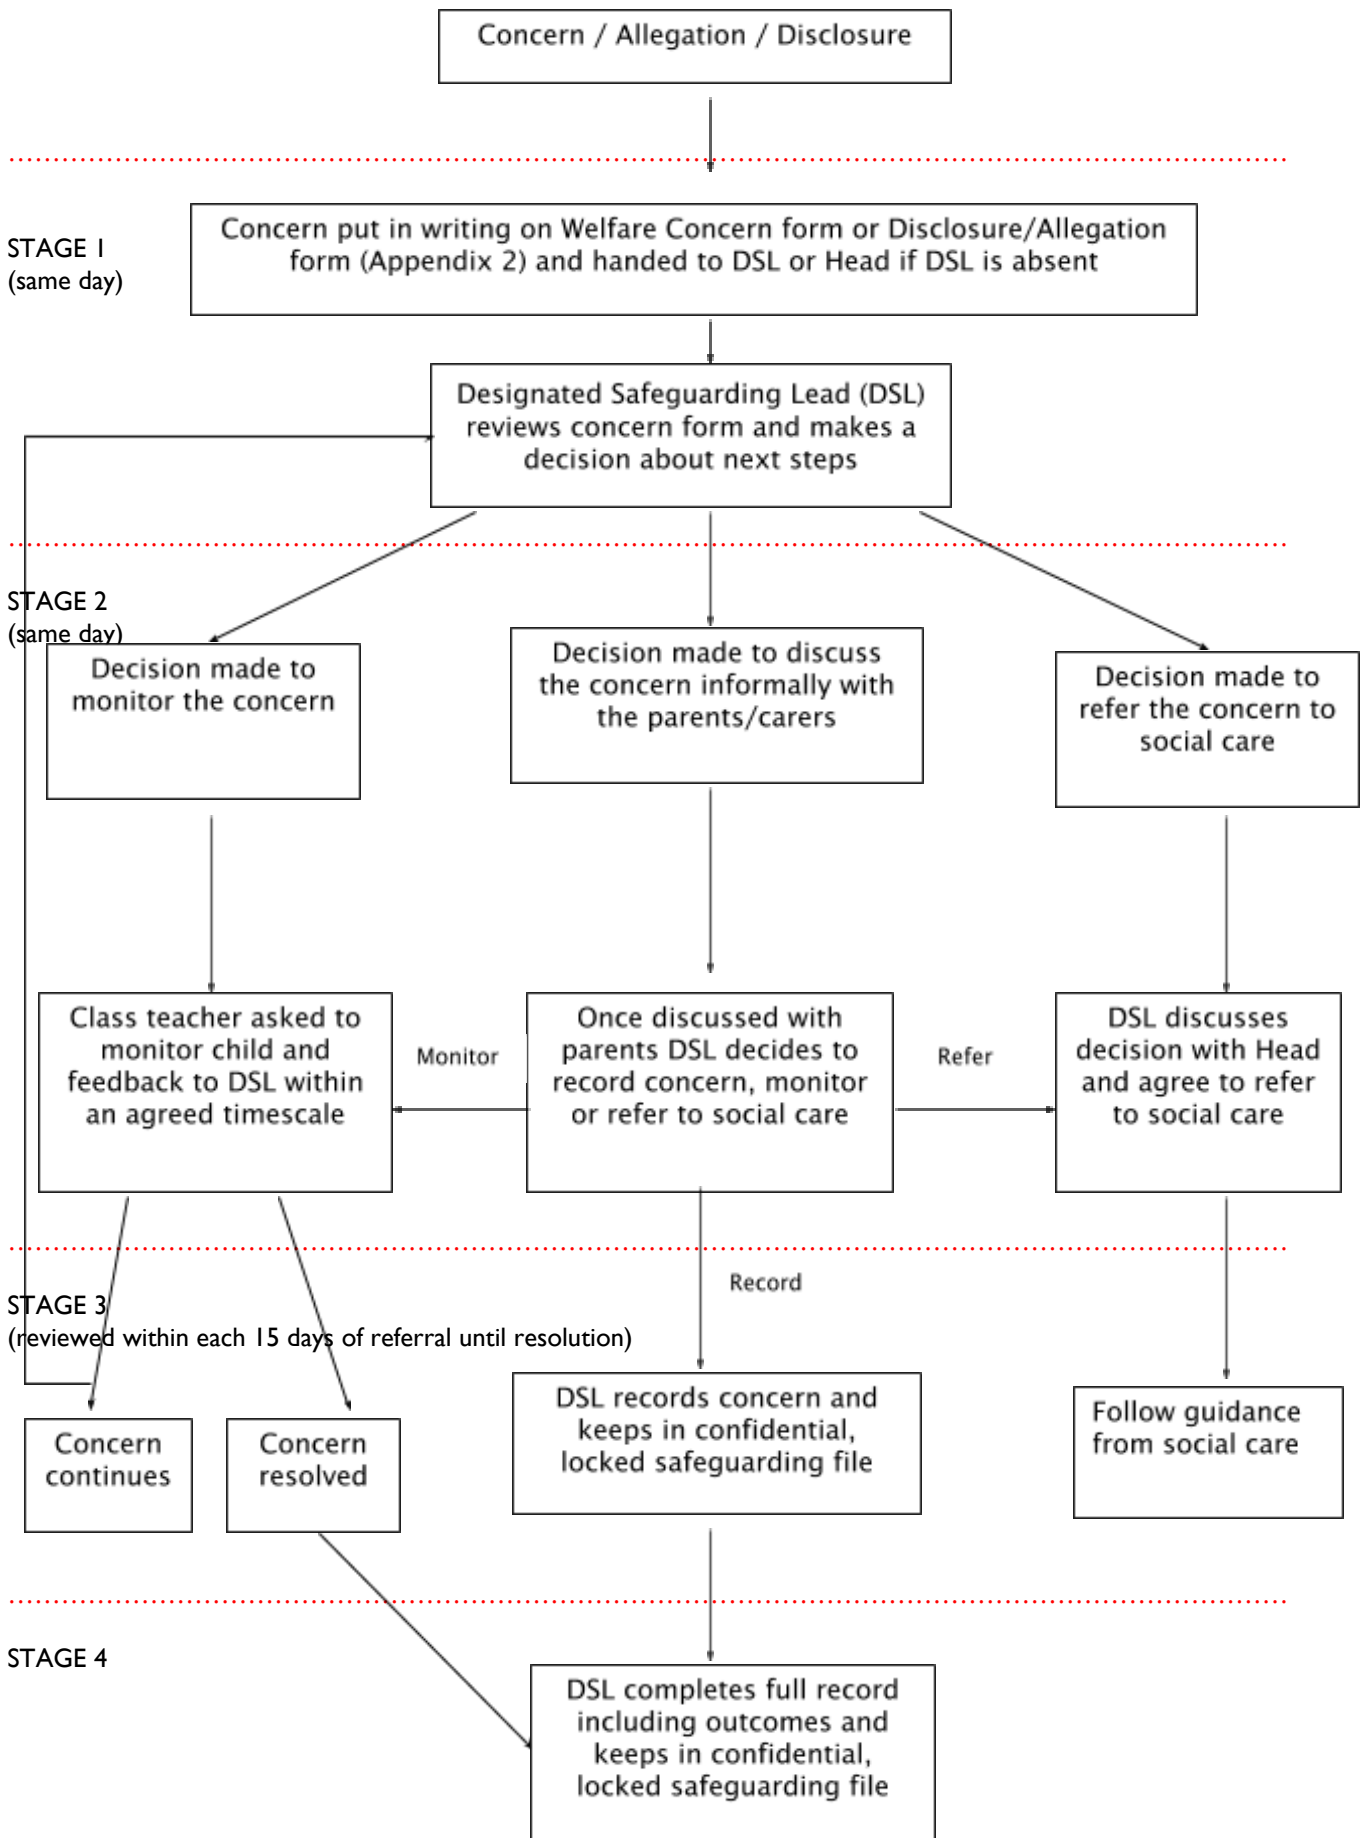 Concern / Allegation / Disclosure
STAGE 1
(same day)
Concern put in writing on Welfare Concern form or Disclosure/Allegation
form (Appendix 2) and handed to DSL or Head if DSL is absent
Designated Safeguarding Lead (DSL)
reviews concern form and makes a
decision about next steps
STAGE 2
(same day)
Decision made to
monitor the concern
Decision made to discuss
the concern informally with
the parents/carers
Decision made to
refer the concern to
social care
Class teacher asked to
monitor child and
feedback to DSL within
an agreed timescale
Monitor
Once discussed with
parents DSL decides to
record concern, monitor
or refer to social care
Refer
DSL discusses
decision with Head
and agree to refer
to social care
Record
STAGE 3
(reviewed within each 15 days of referral until resolution)
Concern
continues
Concern
resolved
DSL records concern and
keeps in confidential,
locked safeguarding file
Follow guidance
from social care
STAGE 4
DSL completes full record
including outcomes and
keeps in confidential,
locked safeguarding file